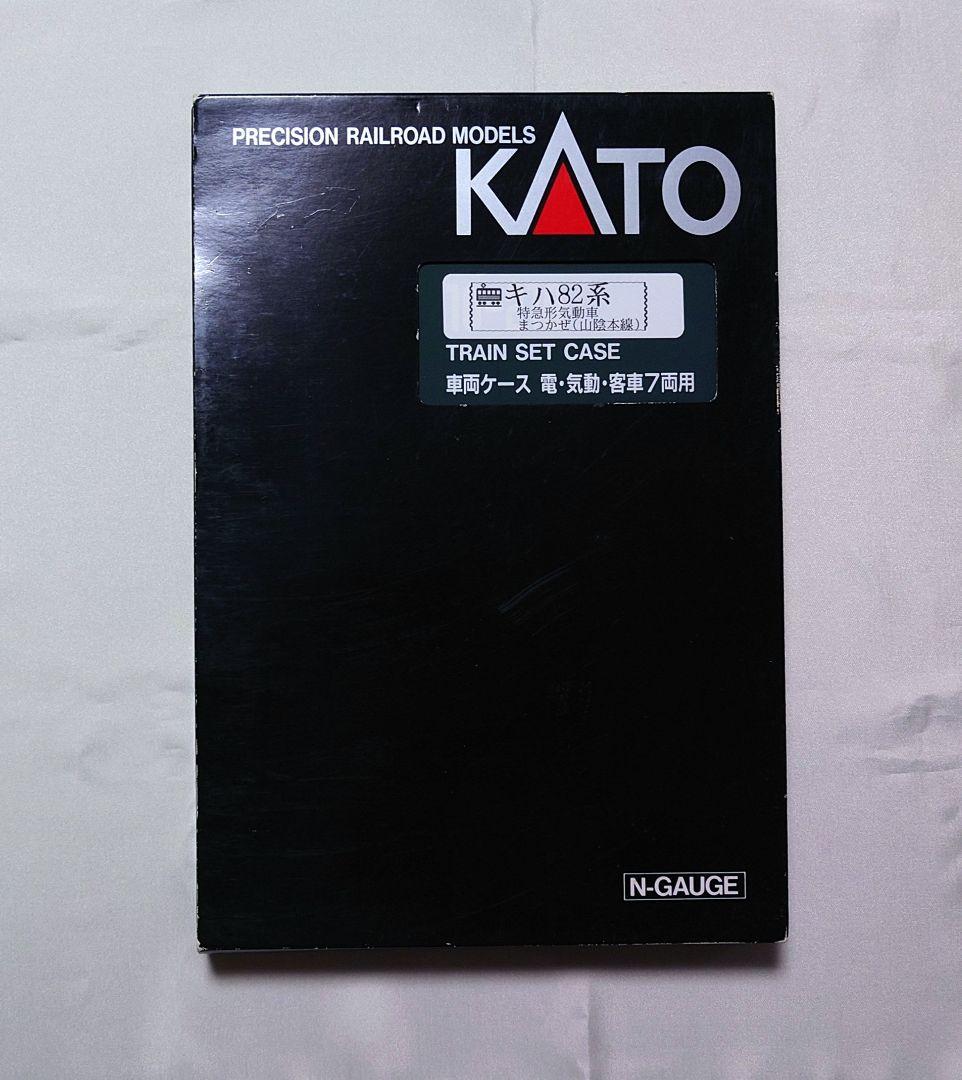 PRECISION RAILROAD MODELS
KATO
キハ82系
特急形気動車
まつかぜ(山陰本線)
TRAIN SET CASE
車両ケース 電・気動・客車7両用
N-GAUGE